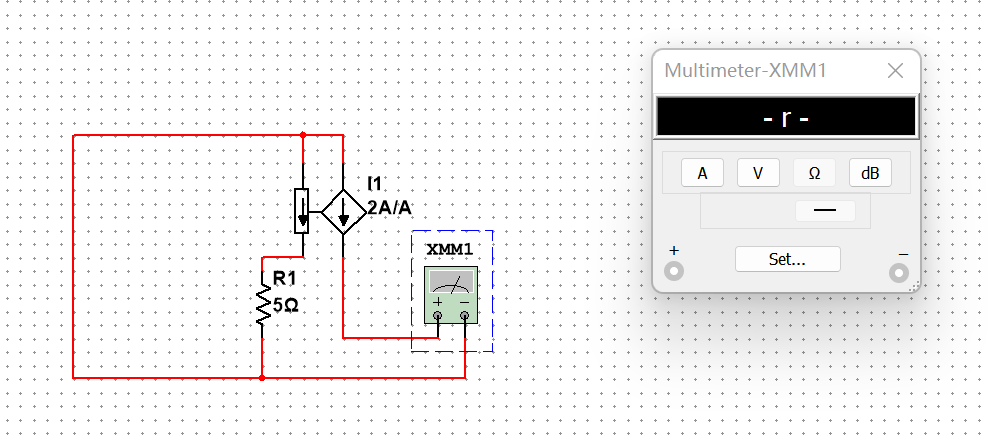 Multimeter-XMM1
- r -
A V Ω dB
I1
2A/A
XMM1
+ −
R1
5Ω
+ −
Set...